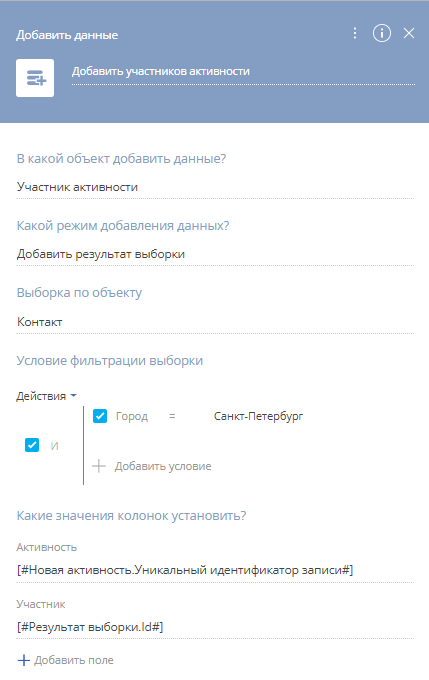 Добавить данные
Добавить участников активности
В какой объект добавить данные?
Участник активности
Какой режим добавления данных?
Добавить результат выборки
Выборка по объекту
Контакт
Условие фильтрации выборки
Действия
Город = Санкт-Петербург
И
Добавить условие
Какие значения колонок установить?
Активность
[#Новая активность.Уникальный идентификатор записи#]
Участник
[#Результат выборки.Id#]
Добавить поле